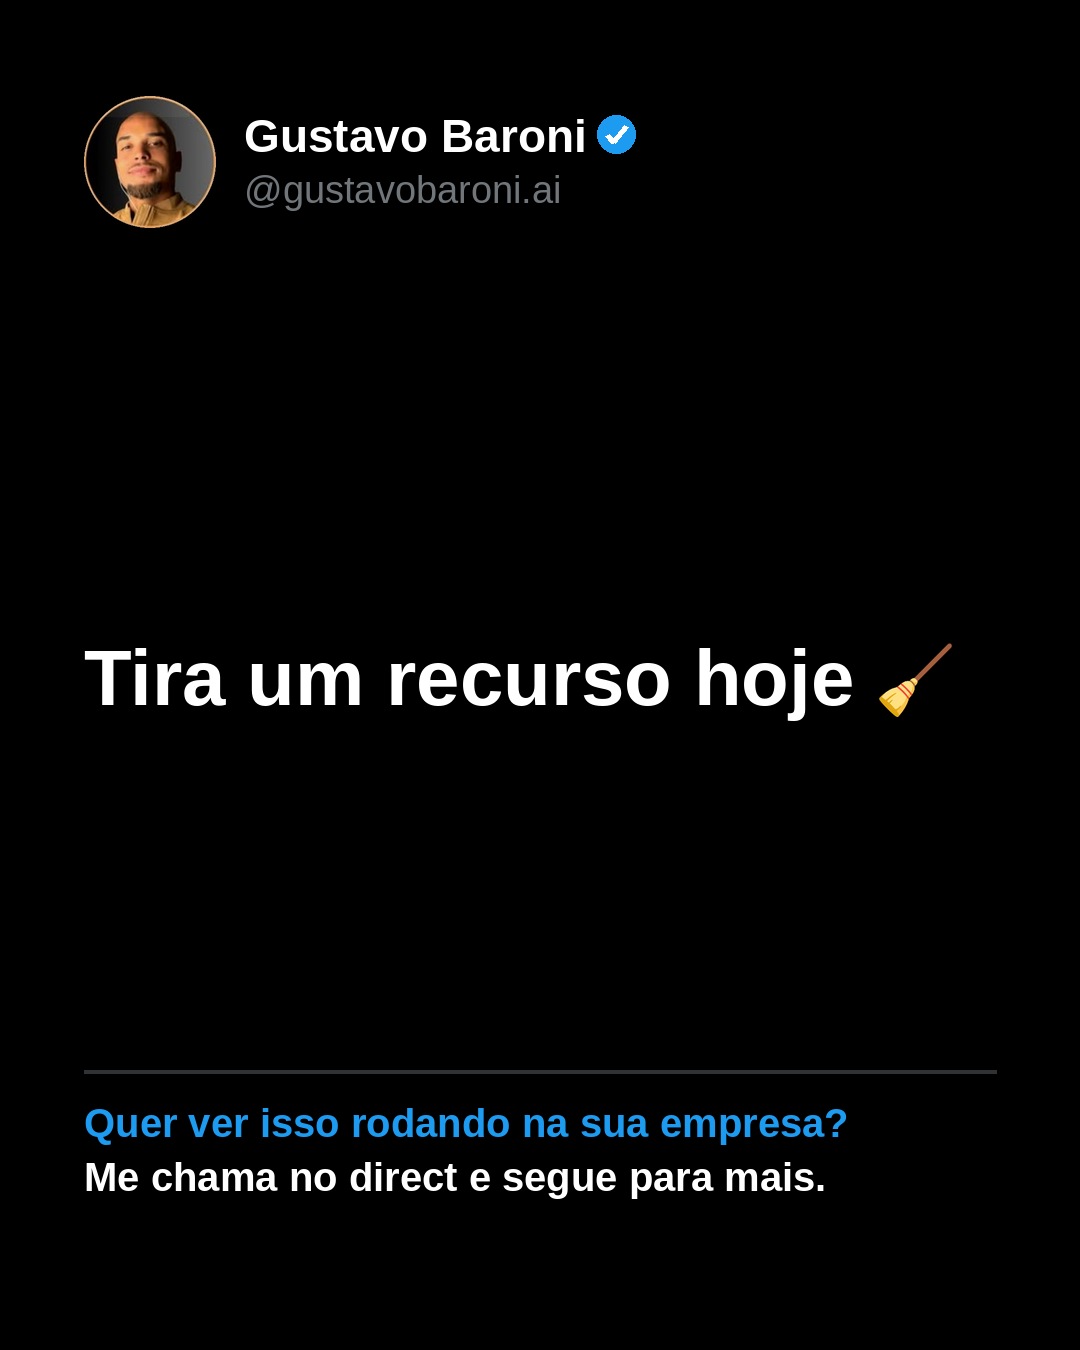 Gustavo Baroni
@gustavobaroni.ai
Tira um recurso hoje 🧹
Quer ver isso rodando na sua empresa?
Me chama no direct e segue para mais.